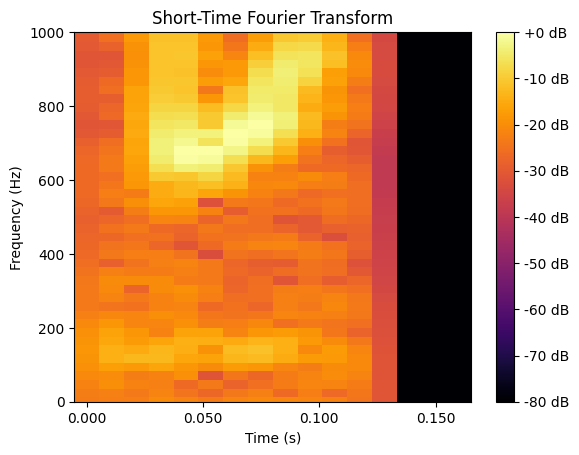 Short-Time Fourier Transform
1000
800
600
400
200
0
Frequency (Hz)
0.000
0.050
0.100
0.150
Time (s)
+0 dB
-10 dB
-20 dB
-30 dB
-40 dB
-50 dB
-60 dB
-70 dB
-80 dB